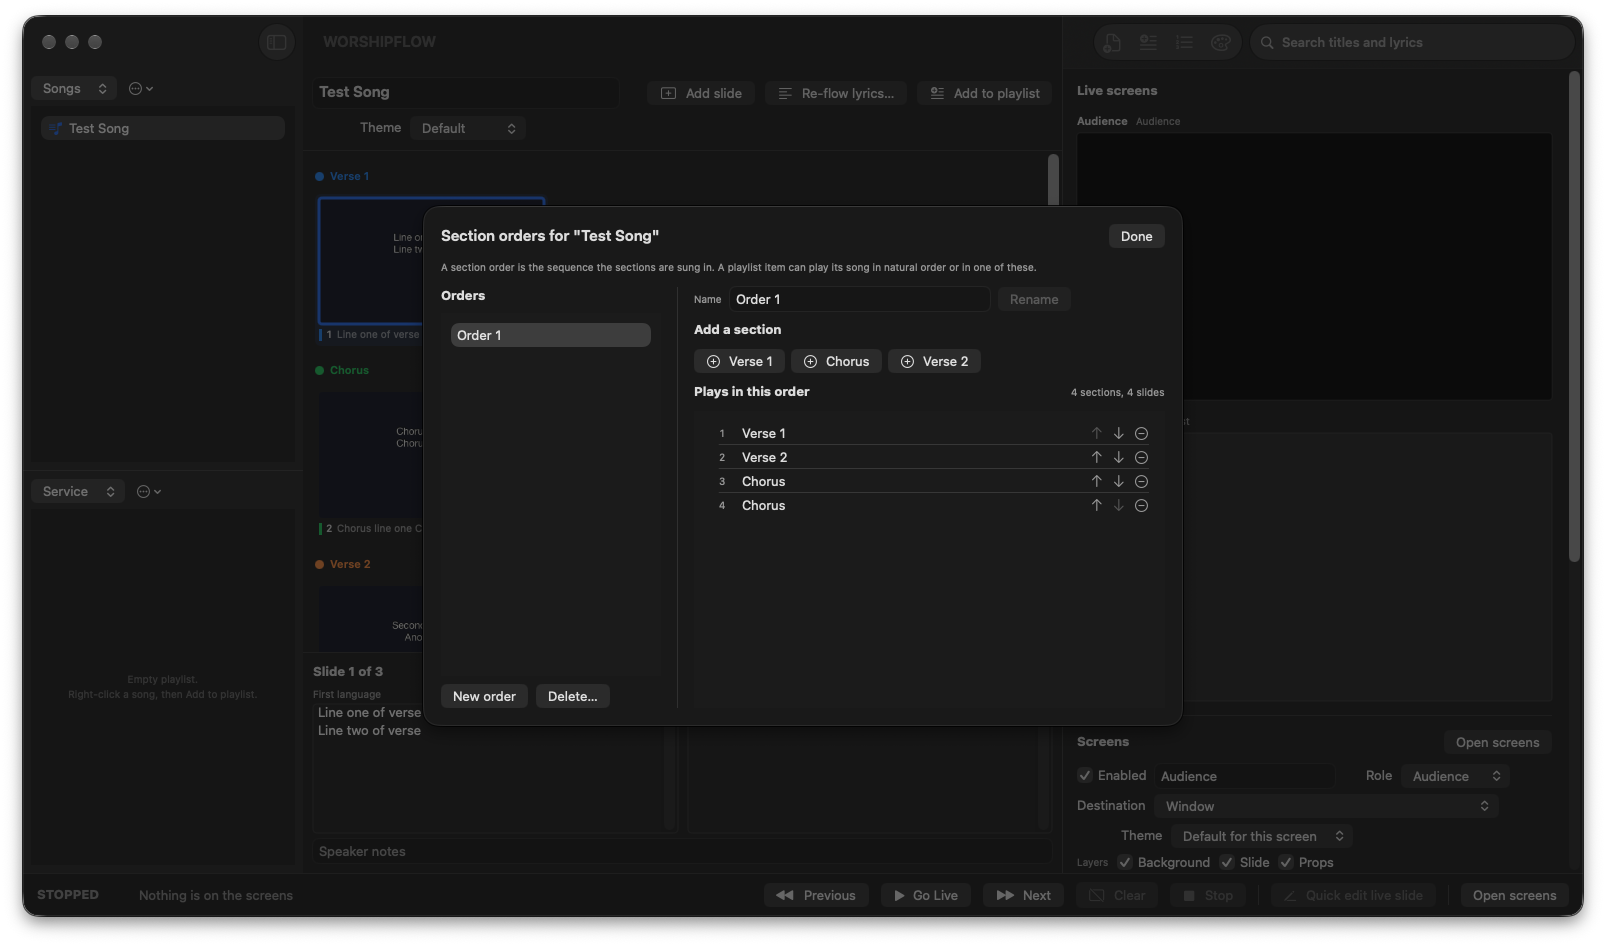 WORSHIPFLOW
Search titles and lyrics
Songs
Test Song
Test Song
Add slide
Re-flow lyrics...
Add to playlist
Theme
Default
Live screens
Audience Audience
Verse 1
Line
Line
1 Line one of verse
Chorus
2 Chorus line one
Verse 2
Section orders for "Test Song"
Done
A section order is the sequence the sections are sung in. A playlist item can play its song in natural order or in one of these.
Orders
Order 1
Name
Order 1
Rename
Add a section
Verse 1
Chorus
Verse 2
Plays in this order
4 sections, 4 slides
1 Verse 1
2 Verse 2
3 Chorus
4 Chorus
New order
Delete...
Service
Empty playlist.
Right-click a song, then Add to playlist.
Slide 1 of 3
First language
Line one of verse
Line two of verse
Speaker notes
Screens
Open screens
Enabled
Audience
Role
Audience
Destination
Window
Theme
Default for this screen
Layers
Background
Slide
Props
STOPPED
Nothing is on the screens
Previous
Go Live
Next
Clear
Stop
Quick edit live slide
Open screens